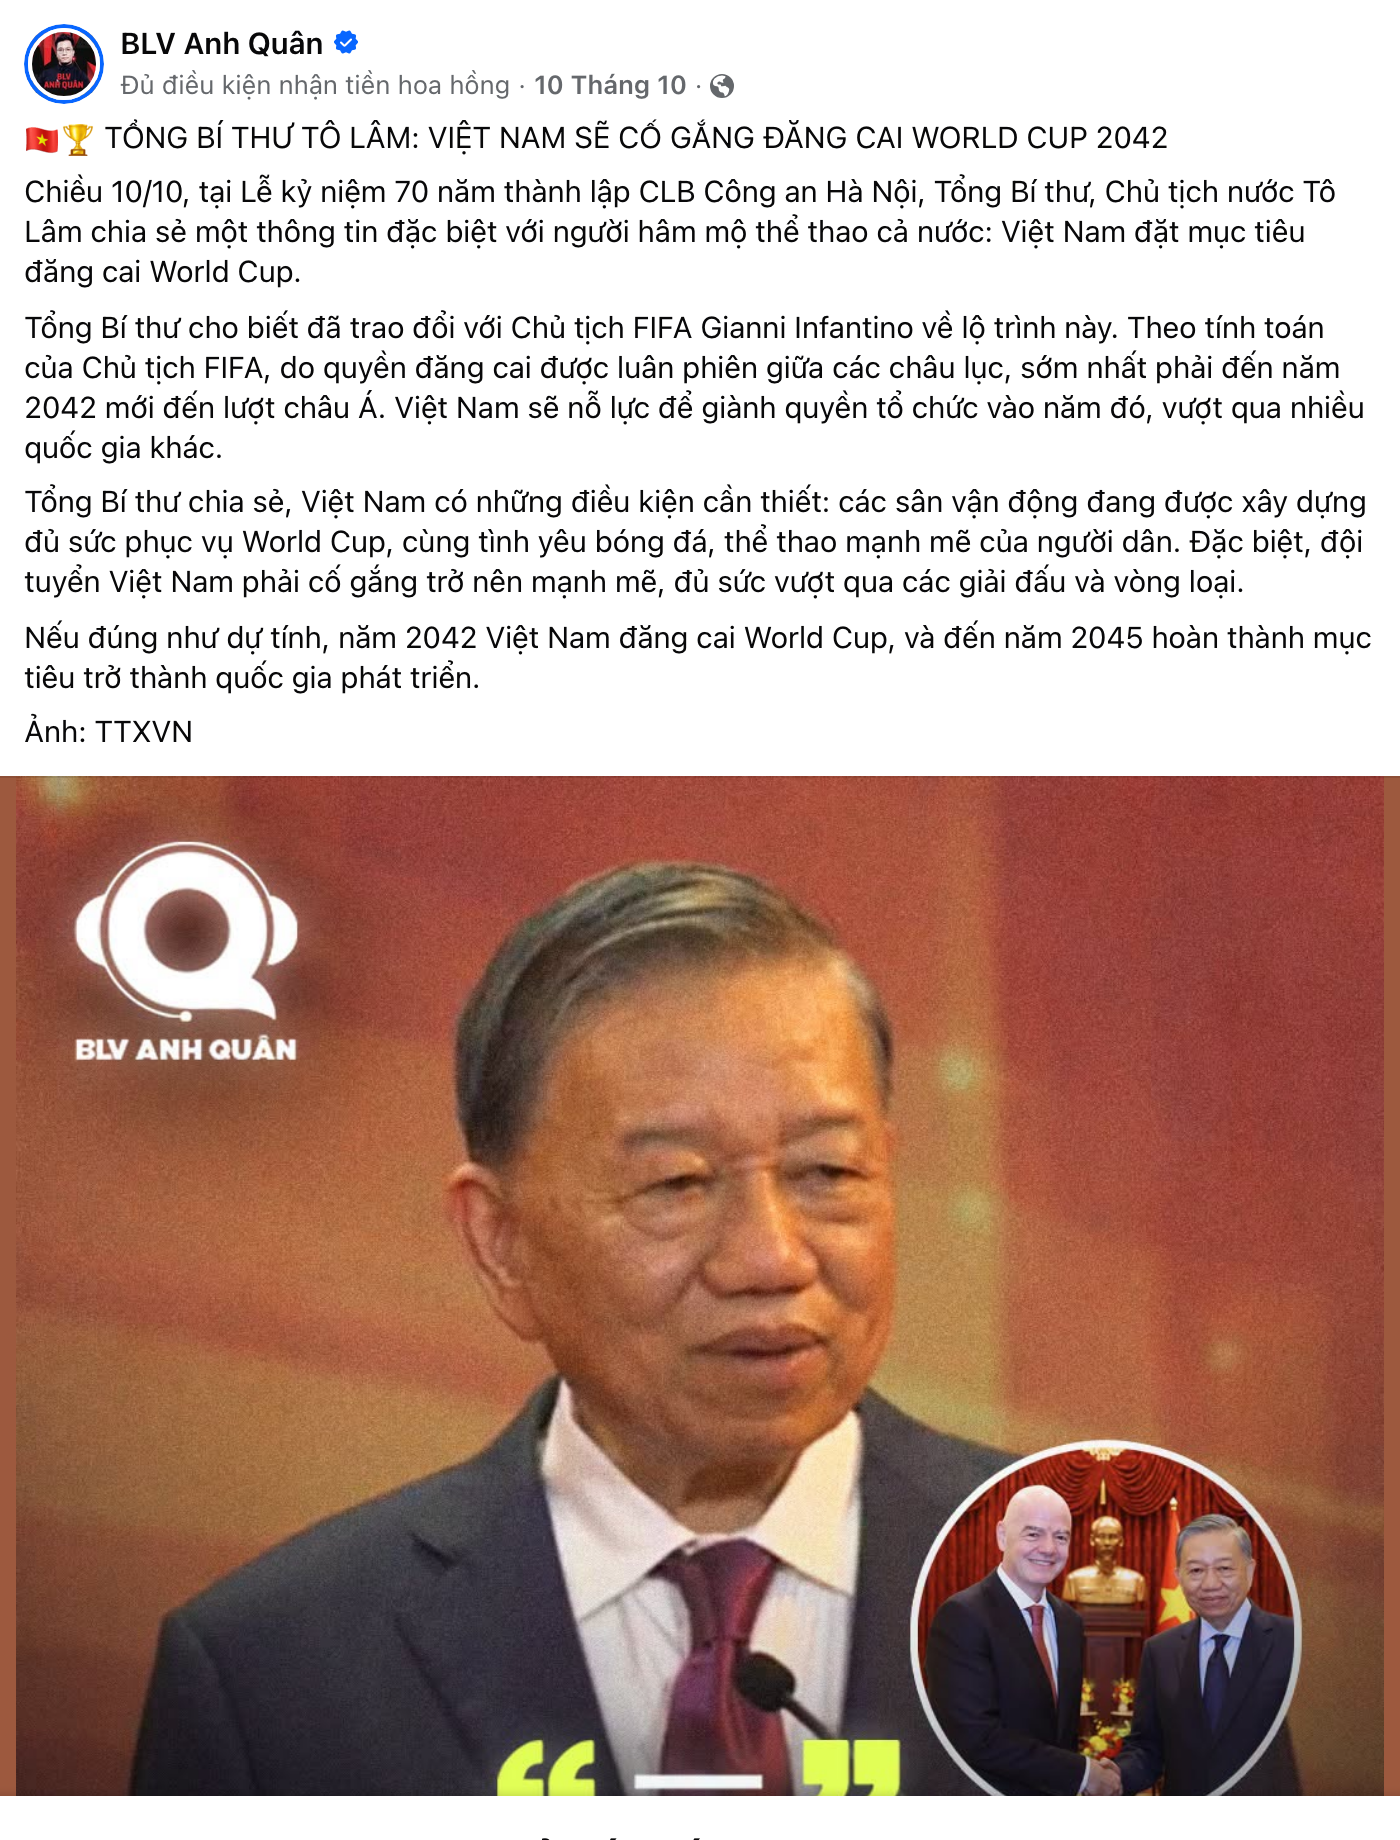 BLV Anh Quân
Đủ điều kiện nhận tiền hoa hồng · 10 Tháng 10 ·
🇻🇳🏆 TỔNG BÍ THƯ TÔ LÂM: VIỆT NAM SẼ CỐ GẮNG ĐĂNG CAI WORLD CUP 2042
Chiều 10/10, tại Lễ kỷ niệm 70 năm thành lập CLB Công an Hà Nội, Tổng Bí thư, Chủ tịch nước Tô
Lâm chia sẻ một thông tin đặc biệt với người hâm mộ thể thao cả nước: Việt Nam đặt mục tiêu
đăng cai World Cup.
Tổng Bí thư cho biết đã trao đổi với Chủ tịch FIFA Gianni Infantino về lộ trình này. Theo tính toán
của Chủ tịch FIFA, do quyền đăng cai được luân phiên giữa các châu lục, sớm nhất phải đến năm
2042 mới đến lượt châu Á. Việt Nam sẽ nỗ lực để giành quyền tổ chức vào năm đó, vượt qua nhiều
quốc gia khác.
Tổng Bí thư chia sẻ, Việt Nam có những điều kiện cần thiết: các sân vận động đang được xây dựng
đủ sức phục vụ World Cup, cùng tình yêu bóng đá, thể thao mạnh mẽ của người dân. Đặc biệt, đội
tuyển Việt Nam phải cố gắng trở nên mạnh mẽ, đủ sức vượt qua các giải đấu và vòng loại.
Nếu đúng như dự tính, năm 2042 Việt Nam đăng cai World Cup, và đến năm 2045 hoàn thành mục
tiêu trở thành quốc gia phát triển.
Ảnh: TTXVN
BLV ANH QUÂN
BLV ANH QUÂN